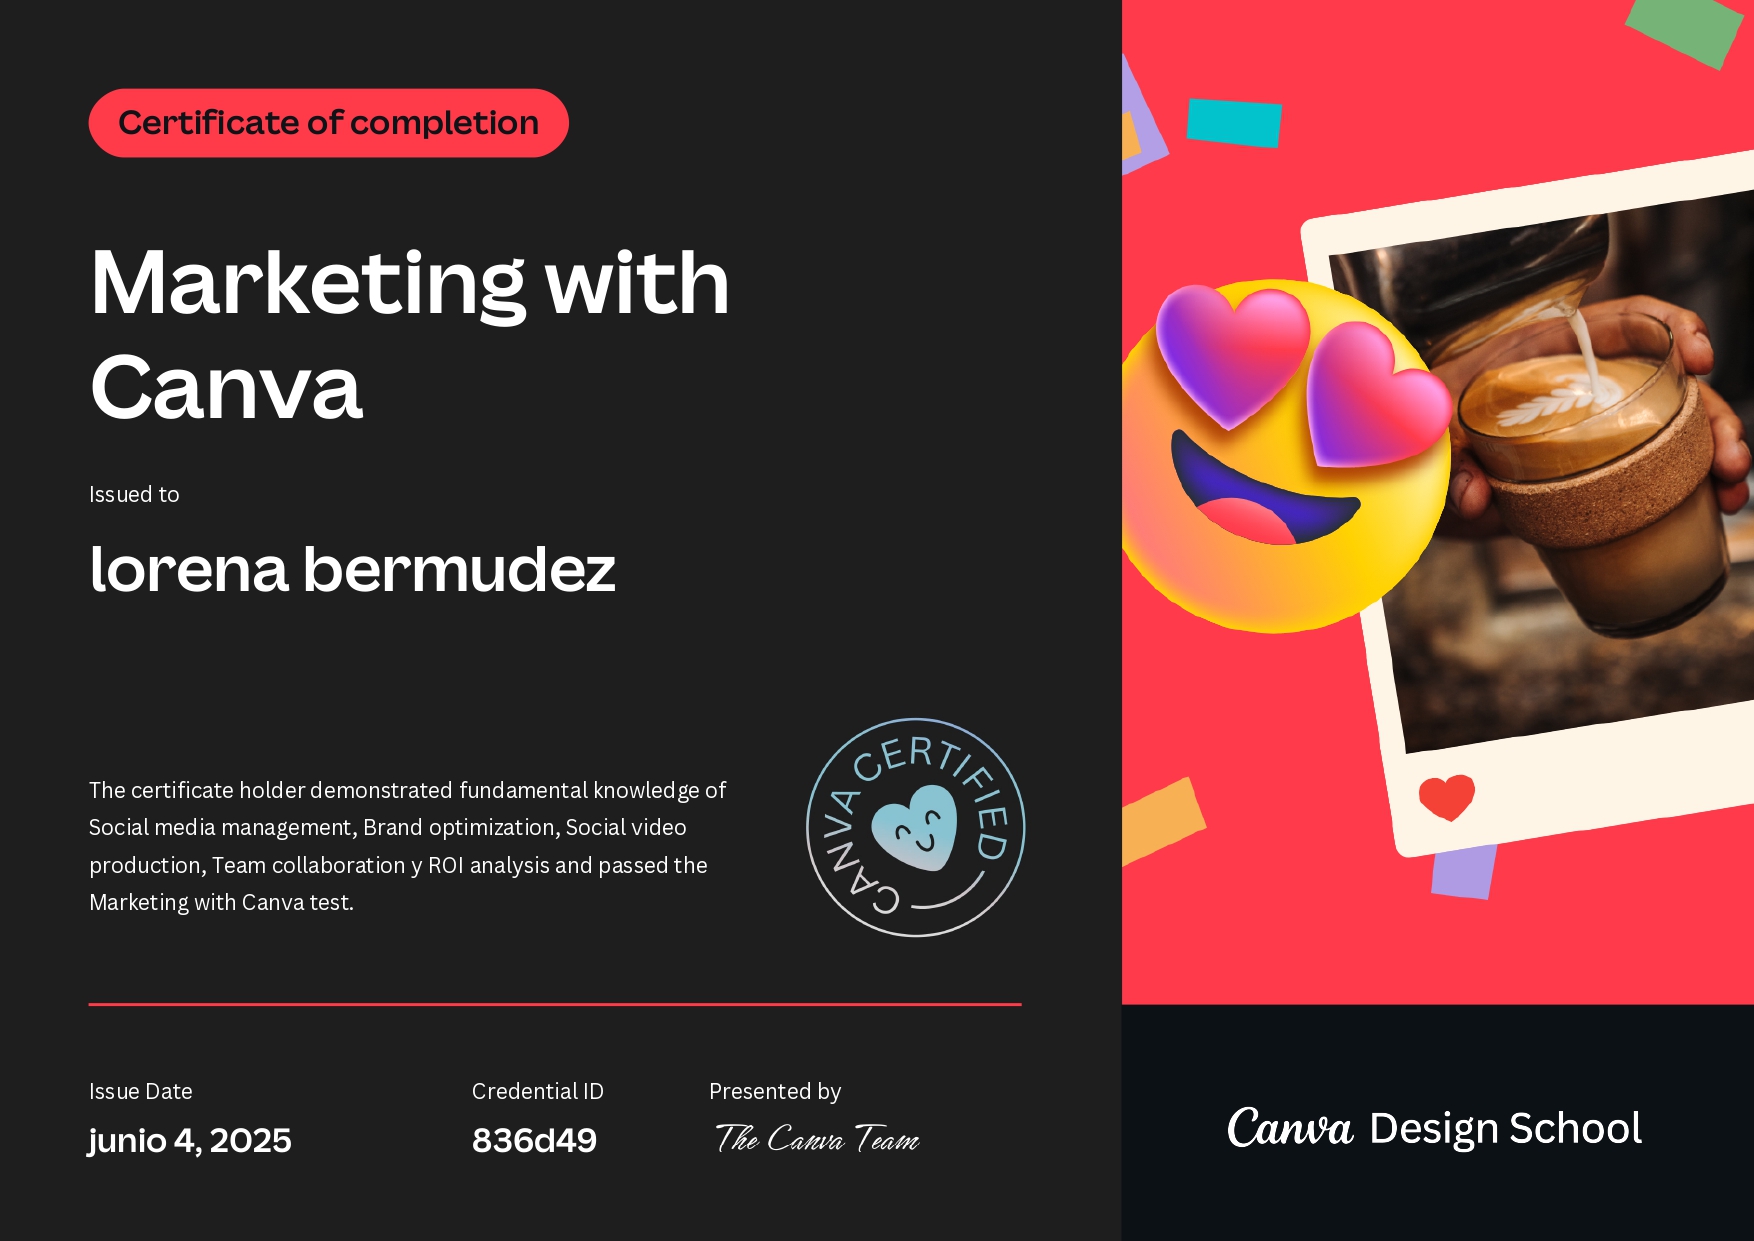 Certificate of completion
Marketing with
Canva
Issued to
lorena bermudez
The certificate holder demonstrated fundamental knowledge of
Social media management, Brand optimization, Social video
production, Team collaboration y ROI analysis and passed the
Marketing with Canva test.
CANVA CERTIFIED
Issue Date
junio 4, 2025
Credential ID
836d49
Presented by
The Canva Team
Canva Design School